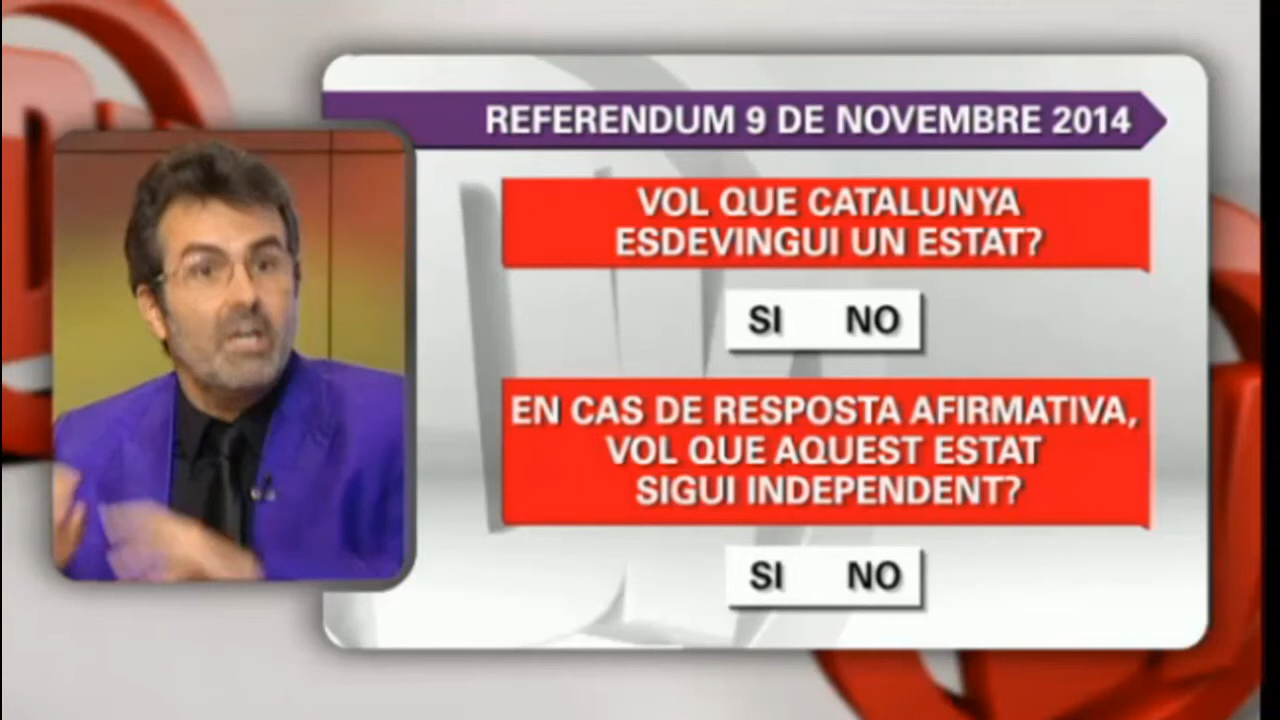 REFERENDUM 9 DE NOVEMBRE 2014
VOL QUE CATALUNYA
ESDEVINGUI UN ESTAT?
SI NO
EN CAS DE RESPOSTA AFIRMATIVA,
VOL QUE AQUEST ESTAT
SIGUI INDEPENDENT?
SI NO